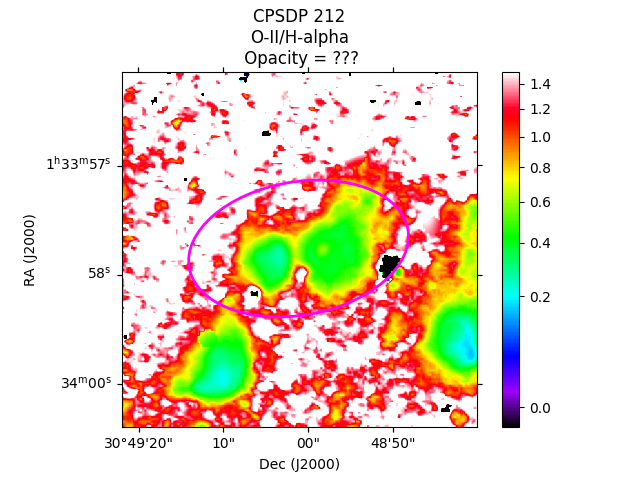 CPSDP 212
O-II/H-alpha
Opacity = ???
1ʰ33ᵐ57ˢ
58ˢ
34ᵐ00ˢ
RA (J2000)
30°49'20" 10" 00" 48'50"
Dec (J2000)
1.4
1.2
1.0
0.8
0.6
0.4
0.2
0.0